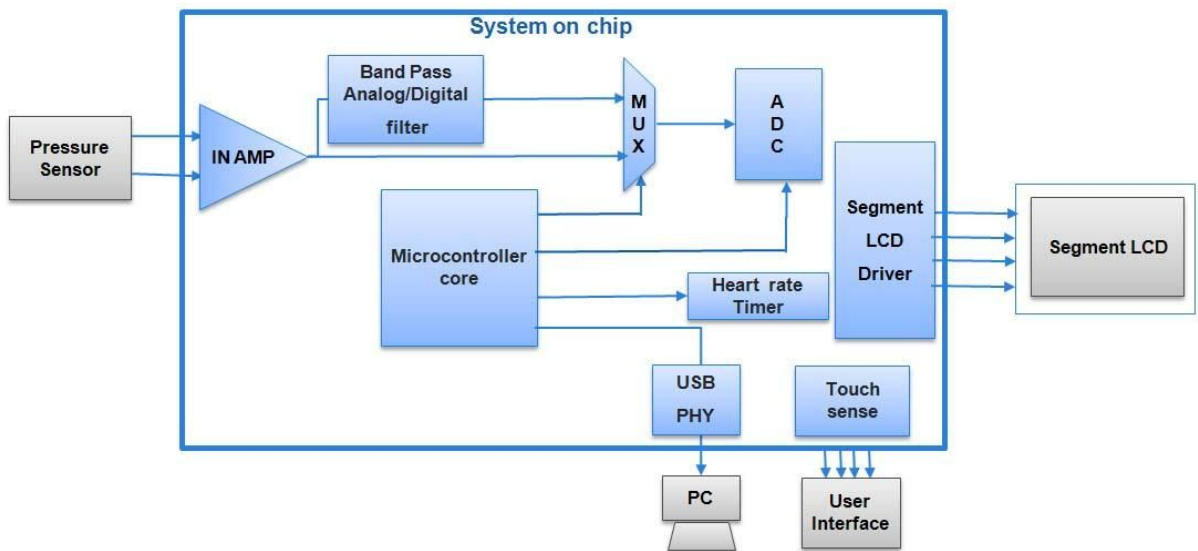 System on chip
Band Pass
Analog/Digital
filter
M
U
X
A
D
C
Pressure
Sensor
IN AMP
Segment
LCD
Driver
Segment LCD
Microcontroller
core
Heart rate
Timer
USB
PHY
Touch
sense
PC
User
Interface